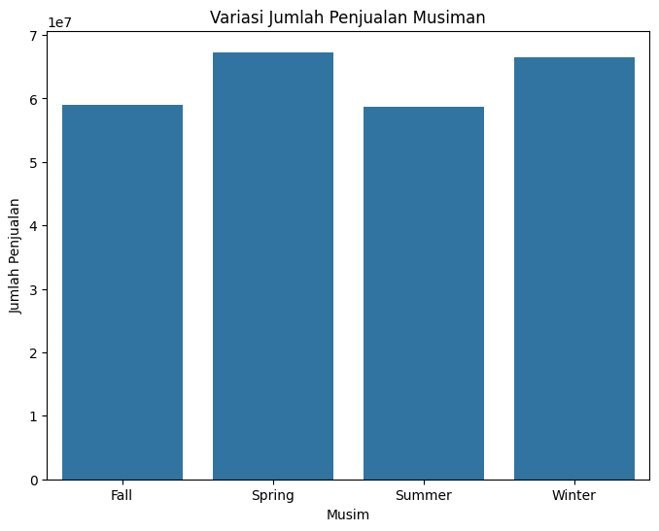 Variasi Jumlah Penjualan Musiman
1e7
7
6
5
4
3
2
1
0
Jumlah Penjualan
Fall Spring Summer Winter
Musim